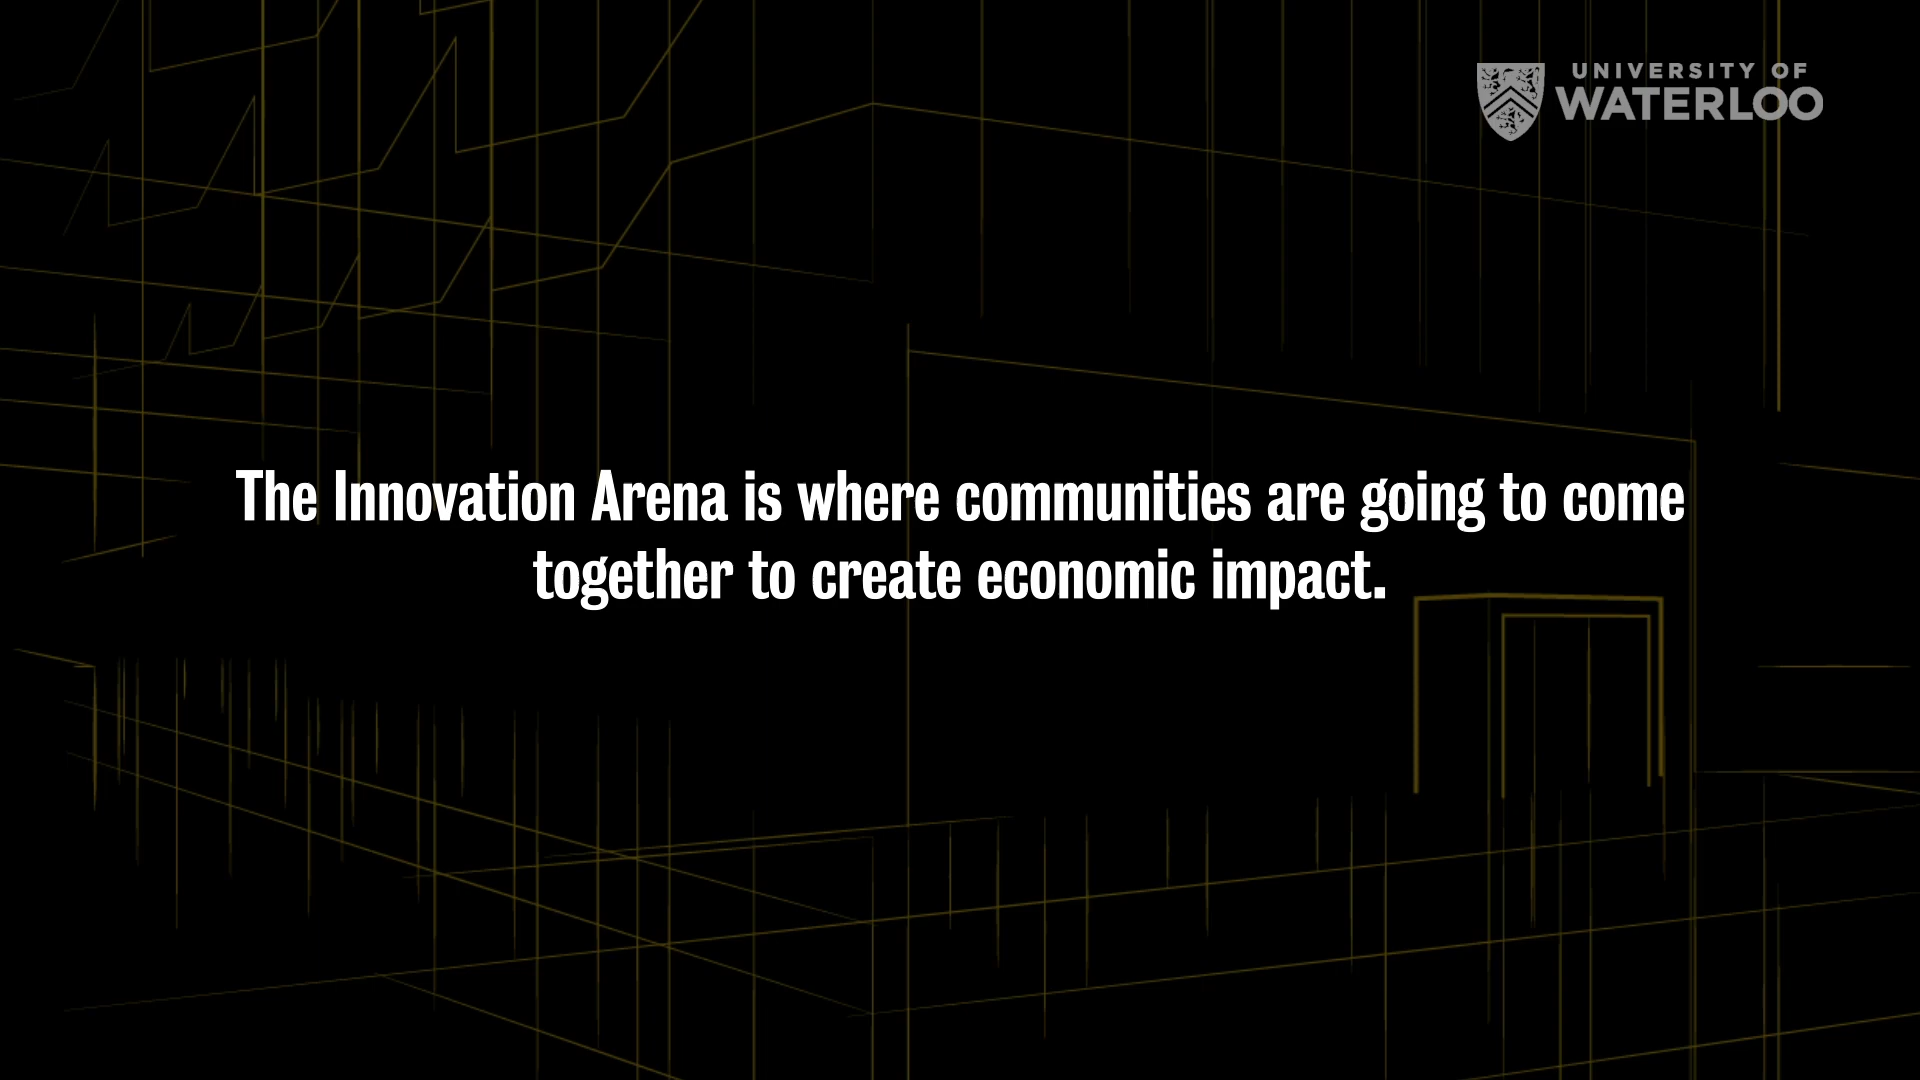 UNIVERSITY OF
WATERLOO
The Innovation Arena is where communities are going to come
together to create economic impact.